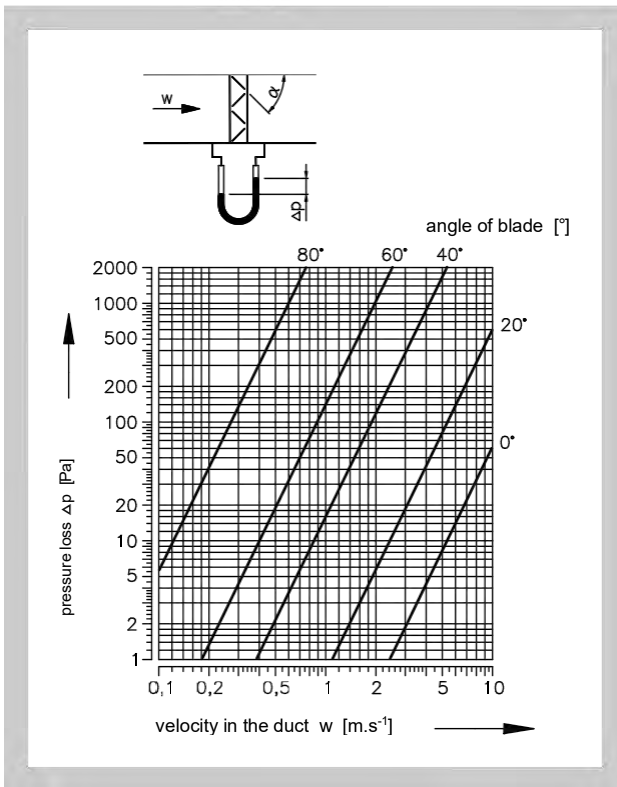 w
α
Δp
angle of blade [°]
80° 60° 40°
2000
1000
20°
500
200
100
0°
50
20
10
5
2
1
pressure loss Δp [Pa]
0,1 0,2 0,5 1 2 5 10
velocity in the duct w [m.s-1]